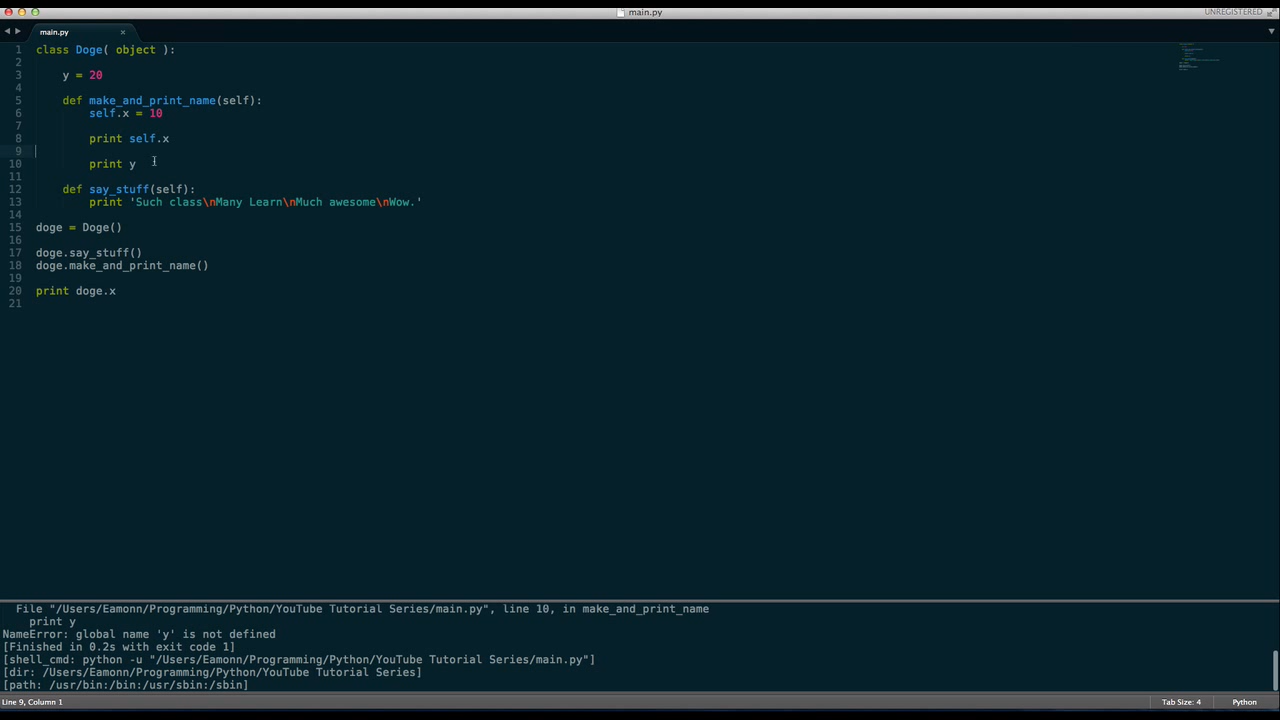 main.py
UNREGISTERED
main.py ×
1 class Doge( object ):
2
3     y = 20
4
5     def make_and_print_name(self):
6         self.x = 10
7
8         print self.x
9
10         print y
11
12     def say_stuff(self):
13         print 'Such class\nMany Learn\nMuch awesome\nWow.'
14
15 doge = Doge()
16
17 doge.say_stuff()
18 doge.make_and_print_name()
19
20 print doge.x
21
File "/Users/Eamonn/Programming/Python/YouTube Tutorial Series/main.py", line 10, in make_and_print_name
print y
NameError: global name 'y' is not defined
[Finished in 0.2s with exit code 1]
[shell_cmd: python -u "/Users/Eamonn/Programming/Python/YouTube Tutorial Series/main.py"]
[dir: /Users/Eamonn/Programming/Python/YouTube Tutorial Series]
[path: /usr/bin:/bin:/usr/sbin:/sbin]
Line 9, Column 1
Tab Size: 4
Python